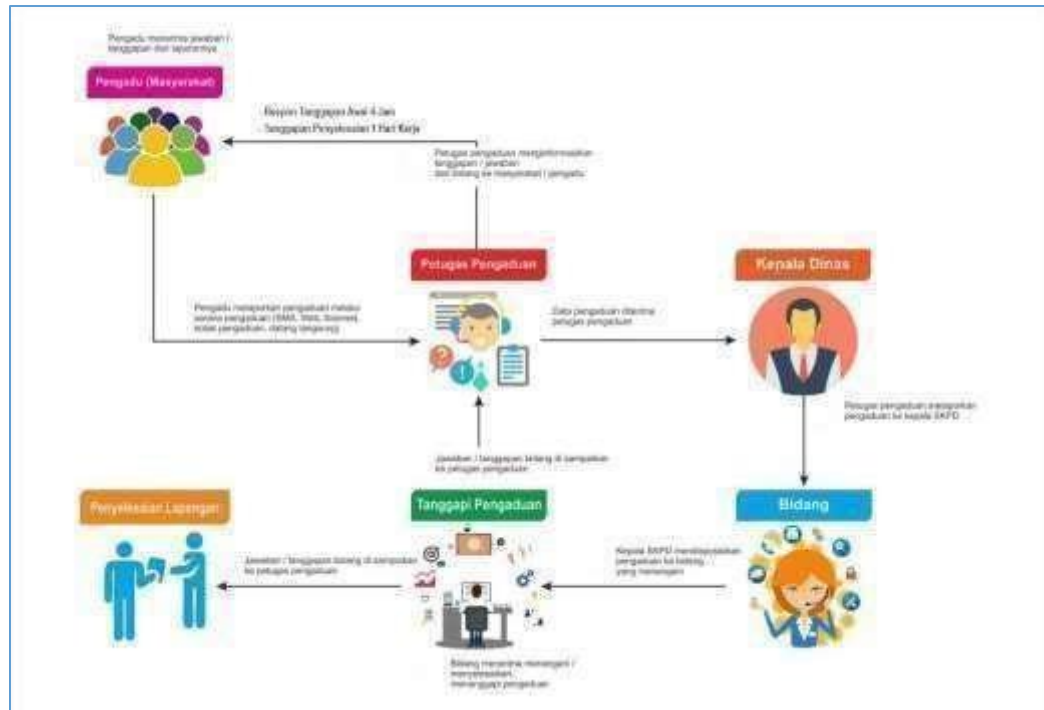 Pengadu menerima jawaban /
tanggapan dari laporannya
Pengadu (Masyarakat)
- Respon Tanggapan Awal 4 Jam
- Tanggapan Penyelesaian 1 Hari Kerja
Petugas pengaduan menginformasikan
tanggapan / jawaban
dari bidang ke masyarakat / pengadu
Petugas Pengaduan
Kepala Dinas
Pengadu melaporkan pengaduan melalui
sarana pengaduan (SMS, Web,
kotak pengaduan, datang langsung)
Data pengaduan diterima
petugas pengaduan
Petugas pengaduan melaporkan
pengaduan ke kepala SKPD
Jawaban / tanggapan bidang di sampaikan
ke petugas pengaduan
Penyelesaian Lapangan
Tanggapi Pengaduan
Bidang
Jawaban / tanggapan bidang di sampaikan
ke petugas pengaduan
Kepala SKPD mendisposisikan
pengaduan ke bidang
yang menangani
Bidang menerima menangani /
menyelesaikan,
menanggapi pengaduan